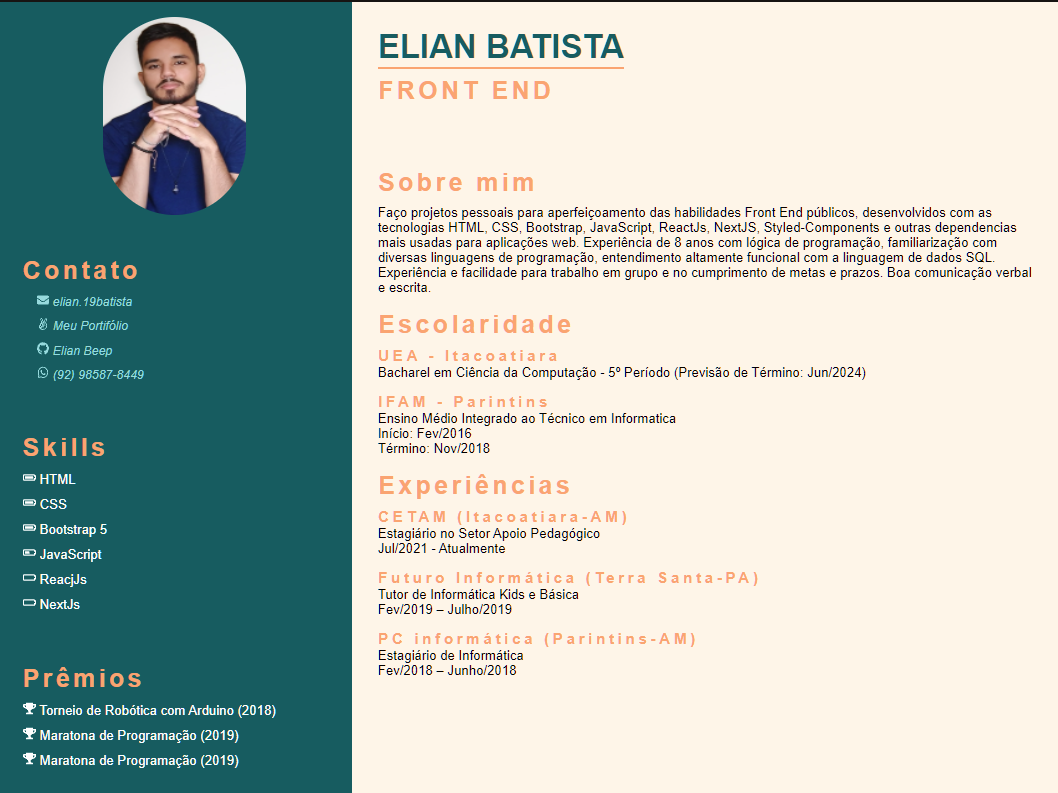 Contato
elian.19batista
Meu Portifólio
Elian Beep
(92) 98587-8449
Skills
HTML
CSS
Bootstrap 5
JavaScript
ReacjJs
NextJs
Prêmios
Torneio de Robótica com Arduino (2018)
Maratona de Programação (2019)
Maratona de Programação (2019)
ELIAN BATISTA
FRONT END
Sobre mim
Faço projetos pessoais para aperfeiçoamento das habilidades Front End públicos, desenvolvidos com as
tecnologias HTML, CSS, Bootstrap, JavaScript, ReactJs, NextJS, Styled-Components e outras dependencias
mais usadas para aplicações web. Experiência de 8 anos com lógica de programação, familiarização com
diversas linguagens de programação, entendimento altamente funcional com a linguagem de dados SQL.
Experiência e facilidade para trabalho em grupo e no cumprimento de metas e prazos. Boa comunicação verbal
e escrita.
Escolaridade
UEA - Itacoatiara
Bacharel em Ciência da Computação - 5º Período (Previsão de Término: Jun/2024)
IFAM - Parintins
Ensino Médio Integrado ao Técnico em Informatica
Início: Fev/2016
Término: Nov/2018
Experiências
CETAM (Itacoatiara-AM)
Estagiário no Setor Apoio Pedagógico
Jul/2021 - Atualmente
Futuro Informática (Terra Santa-PA)
Tutor de Informática Kids e Básica
Fev/2019 – Julho/2019
PC informática (Parintins-AM)
Estagiário de Informática
Fev/2018 – Junho/2018